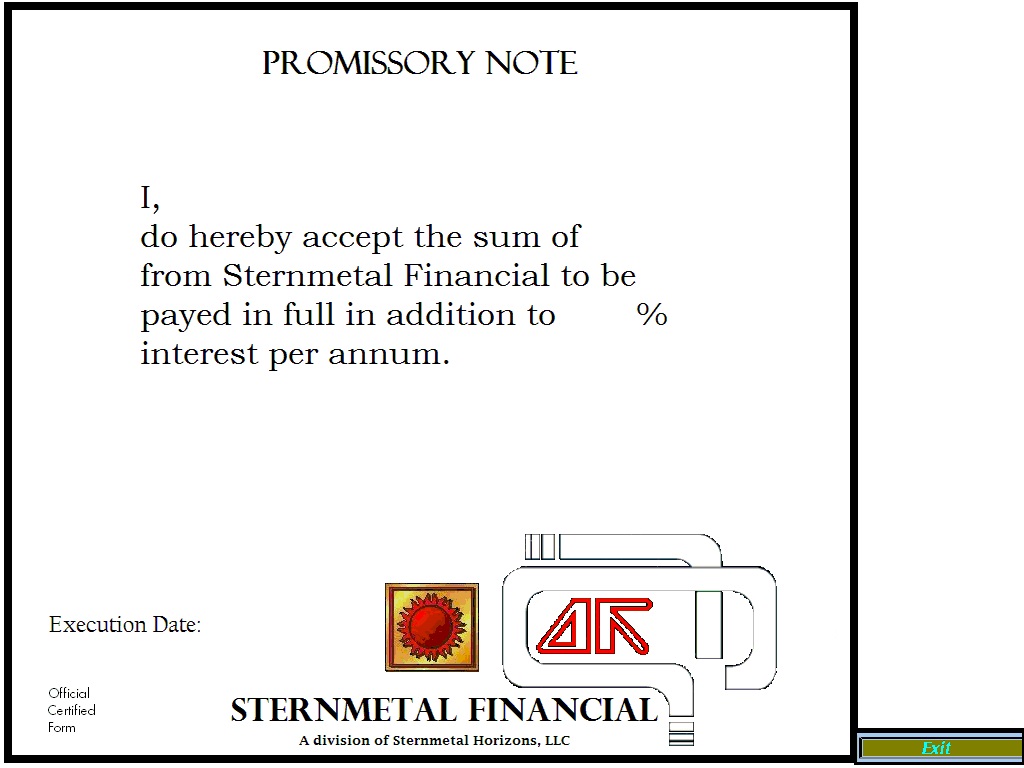 PROMISSORY NOTE
I,
do hereby accept the sum of
from Sternmetal Financial to be
payed in full in addition to %
interest per annum.
Execution Date:
Official
Certified
Form
STERNMETAL FINANCIAL
A division of Sternmetal Horizons, LLC
Exit